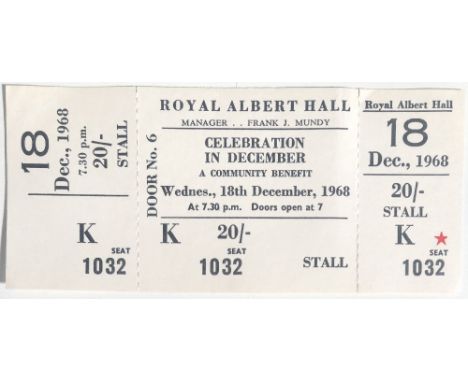 18
Dec., 1968
7.30 p.m.
20/-
STALL
K
SEAT
1032
DOOR No. 6
ROYAL ALBERT HALL
MANAGER . . FRANK J. MUNDY
CELEBRATION
IN DECEMBER
A COMMUNITY BENEFIT
Wednes., 18th December, 1968
At 7.30 p.m. Doors open at 7
K 20/-
SEAT
1032 STALL
Royal Albert Hall
18
Dec., 1968
20/-
STALL
K
SEAT
1032